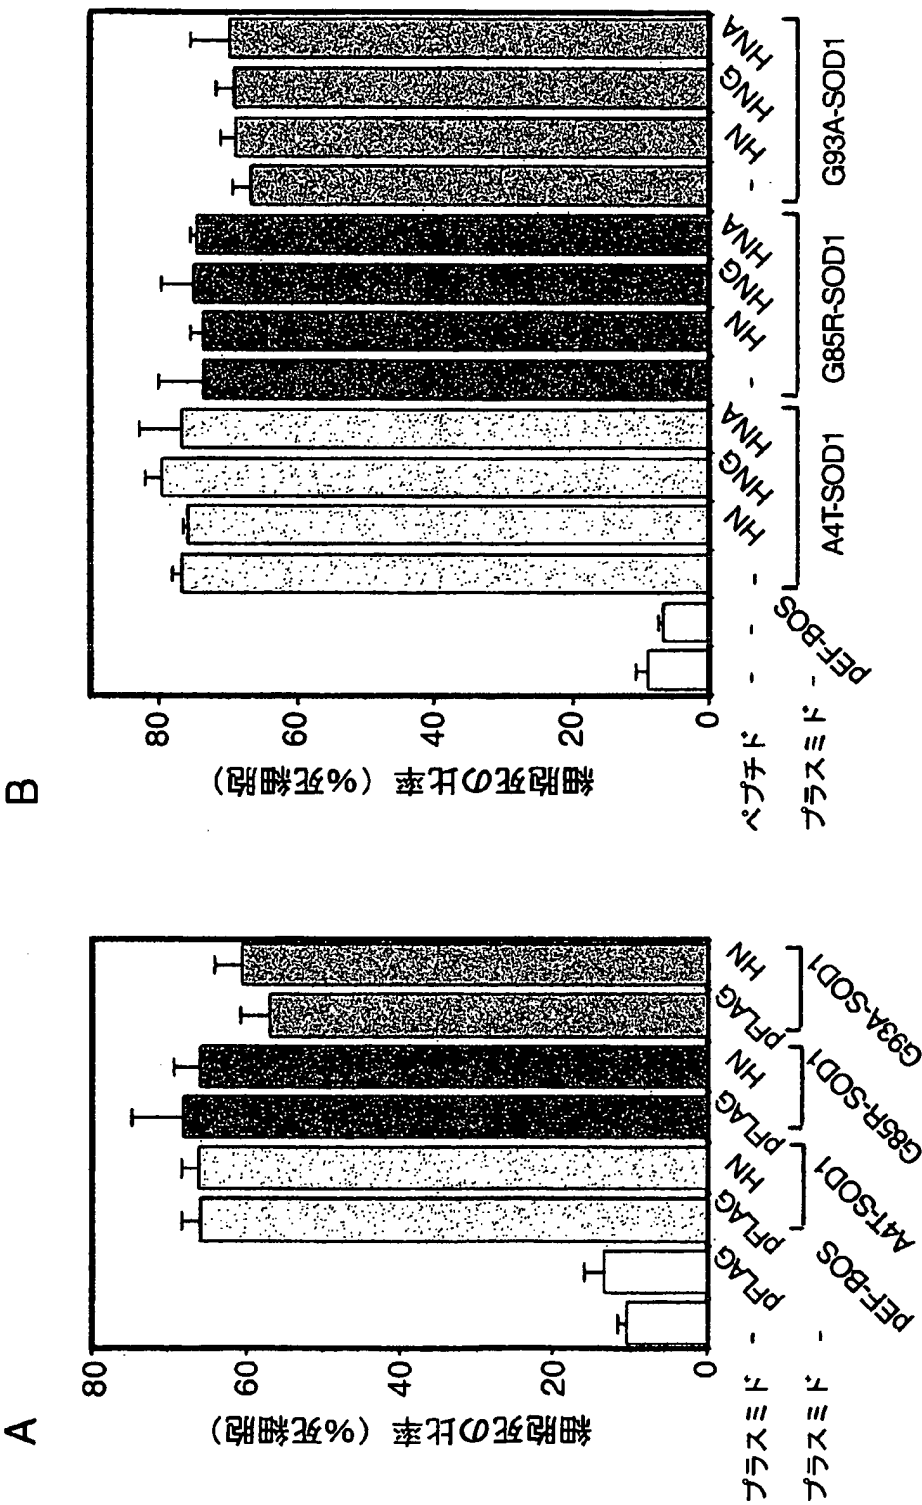 A
細胞死の比率（%死細胞）
80
60
40
20
0
プラスミド - pFLAG pFLAG HN pFLAG HN pFLAG HN
プラスミド - pEF-BOS A4T-SOD1 G85R-SOD1 G93A-SOD1
B
細胞死の比率（%死細胞）
80
60
40
20
0
ペプチド - - - HN HNG HNA - HN HNG HNA - HN HNG HNA
プラスミド - pEF-BOS A4T-SOD1 G85R-SOD1 G93A-SOD1